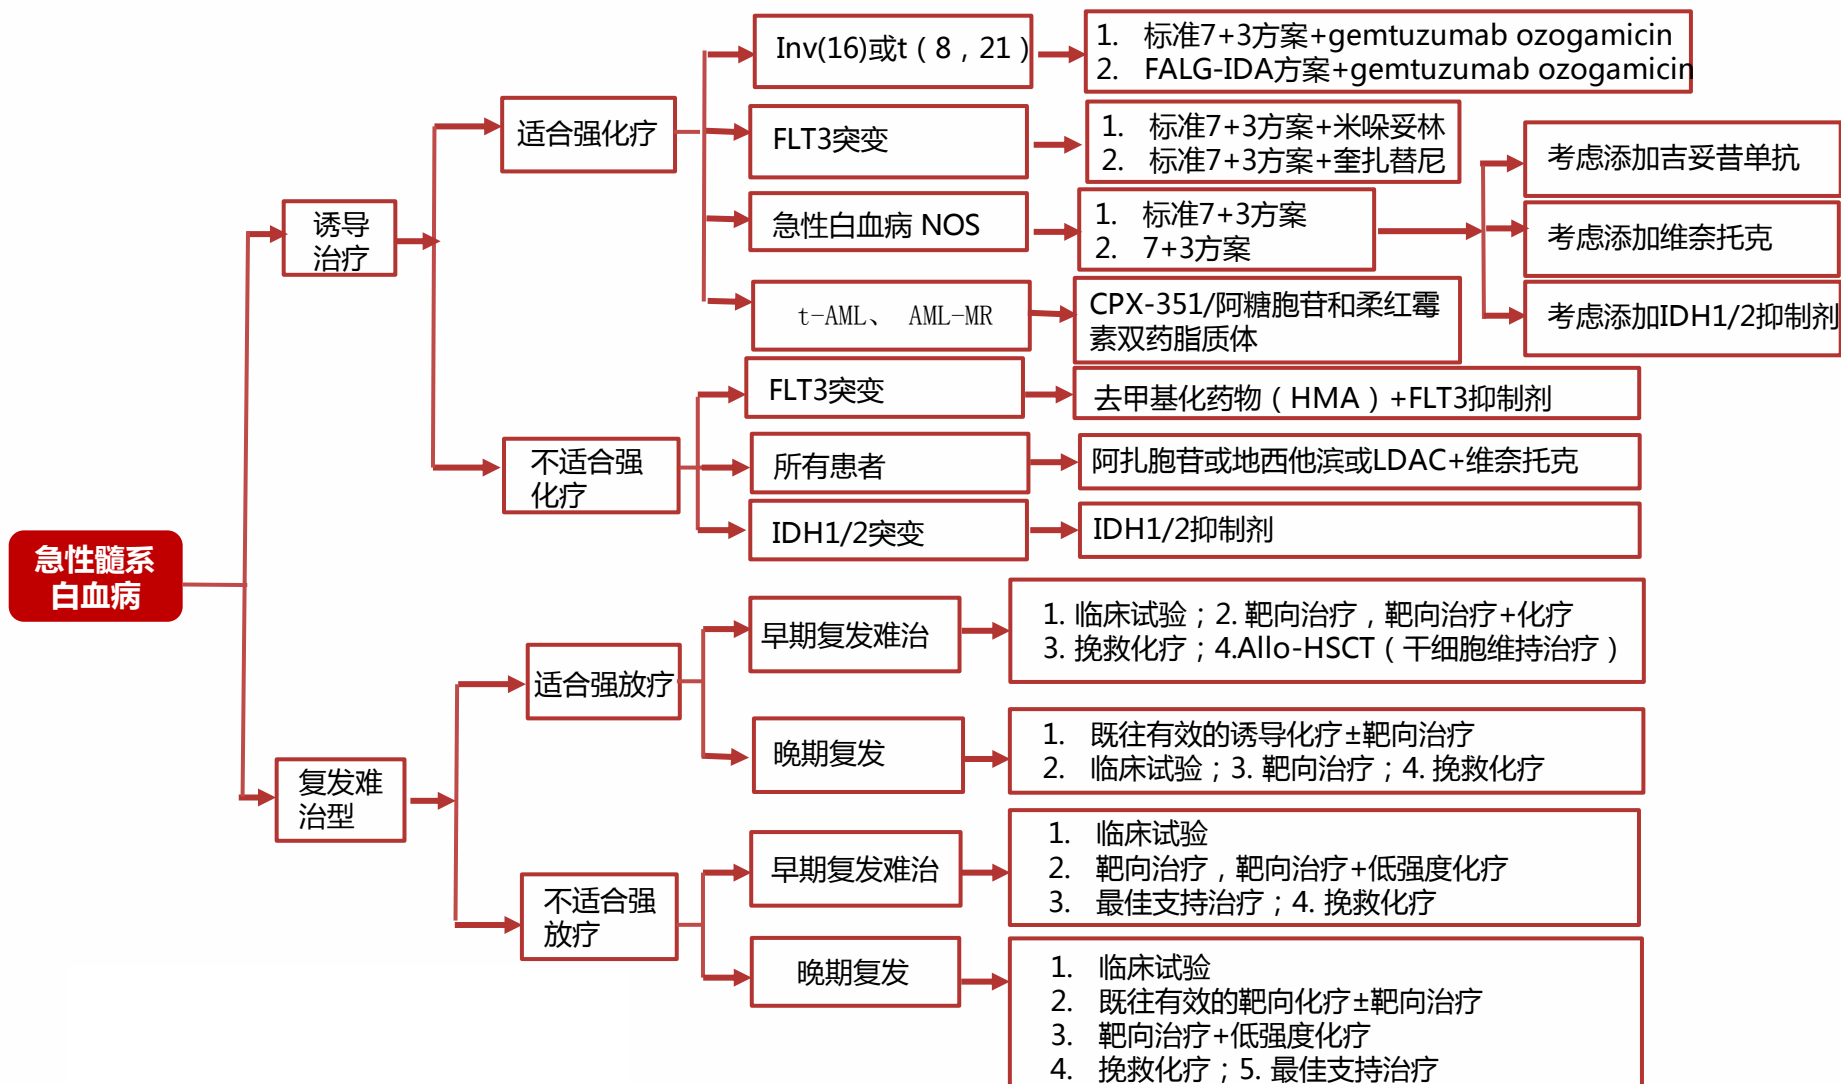 急性髓系
白血病
诱导
治疗
适合强化疗
Inv(16)或t（8，21）
1. 标准7+3方案+gemtuzumab ozogamicin
2. FALG-IDA方案+gemtuzumab ozogamicin
FLT3突变
1. 标准7+3方案+米哚妥林
2. 标准7+3方案+奎扎替尼
急性白血病 NOS
1. 标准7+3方案
2. 7+3方案
考虑添加吉妥昔单抗
考虑添加维奈托克
考虑添加IDH1/2抑制剂
t-AML、 AML-MR
CPX-351/阿糖胞苷和柔红霉
素双药脂质体
不适合强
化疗
FLT3突变
去甲基化药物（HMA）+FLT3抑制剂
所有患者
阿扎胞苷或地西他滨或LDAC+维奈托克
IDH1/2突变
IDH1/2抑制剂
复发难
治型
适合强放疗
早期复发难治
1. 临床试验；2. 靶向治疗，靶向治疗+化疗
3. 挽救化疗；4.Allo-HSCT（干细胞维持治疗）
晚期复发
1. 既往有效的诱导化疗±靶向治疗
2. 临床试验；3. 靶向治疗；4. 挽救化疗
不适合强
放疗
早期复发难治
1. 临床试验
2. 靶向治疗，靶向治疗+低强度化疗
3. 最佳支持治疗；4. 挽救化疗
晚期复发
1. 临床试验
2. 既往有效的靶向化疗±靶向治疗
3. 靶向治疗+低强度化疗
4. 挽救化疗；5. 最佳支持治疗